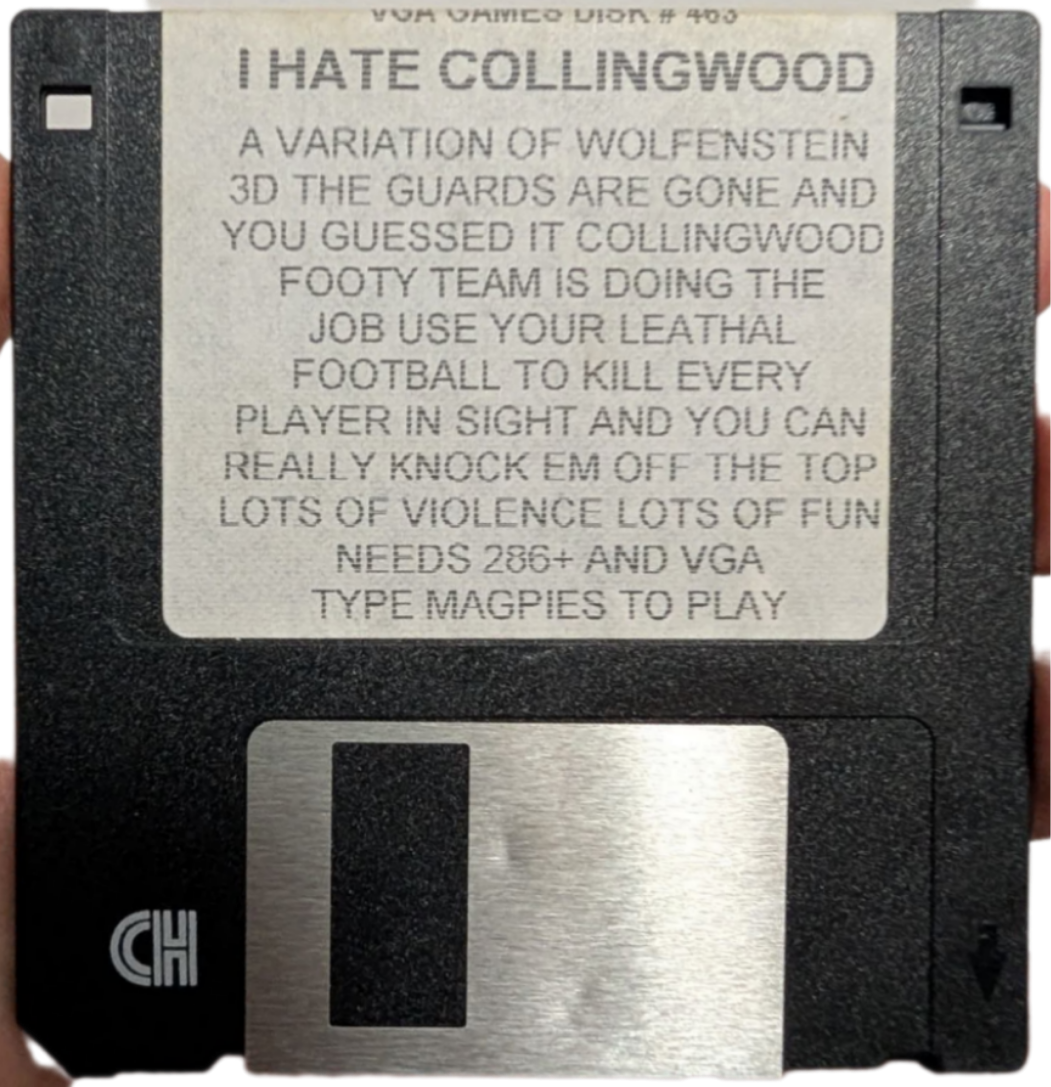 VGA GAMES DISK # 463
I HATE COLLINGWOOD
A VARIATION OF WOLFENSTEIN
3D THE GUARDS ARE GONE AND
YOU GUESSED IT COLLINGWOOD
FOOTY TEAM IS DOING THE
JOB USE YOUR LEATHAL
FOOTBALL TO KILL EVERY
PLAYER IN SIGHT AND YOU CAN
REALLY KNOCK EM OFF THE TOP
LOTS OF VIOLENCE LOTS OF FUN
NEEDS 286+ AND VGA
TYPE MAGPIES TO PLAY
CH